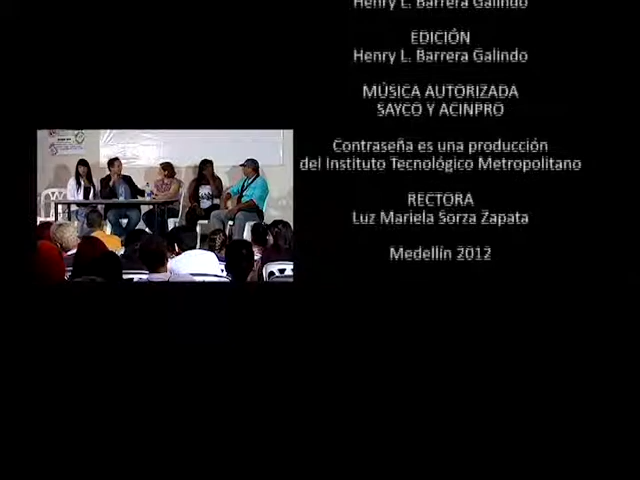 Henry L. Barrera Galindo
EDICIÓN
Henry L. Barrera Galindo
MÚSICA AUTORIZADA
SAYCO Y ACINPRO
Contraseña es una producción
del Instituto Tecnológico Metropolitano
RECTORA
Luz Mariela Sorza Zapata
Medellín 2012